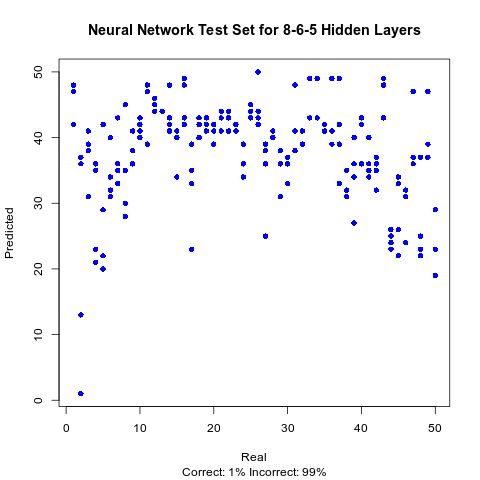 Neural Network Test Set for 8-6-5 Hidden Layers
Predicted
50
40
30
20
10
0
0 10 20 30 40 50
Real
Correct: 1% Incorrect: 99%